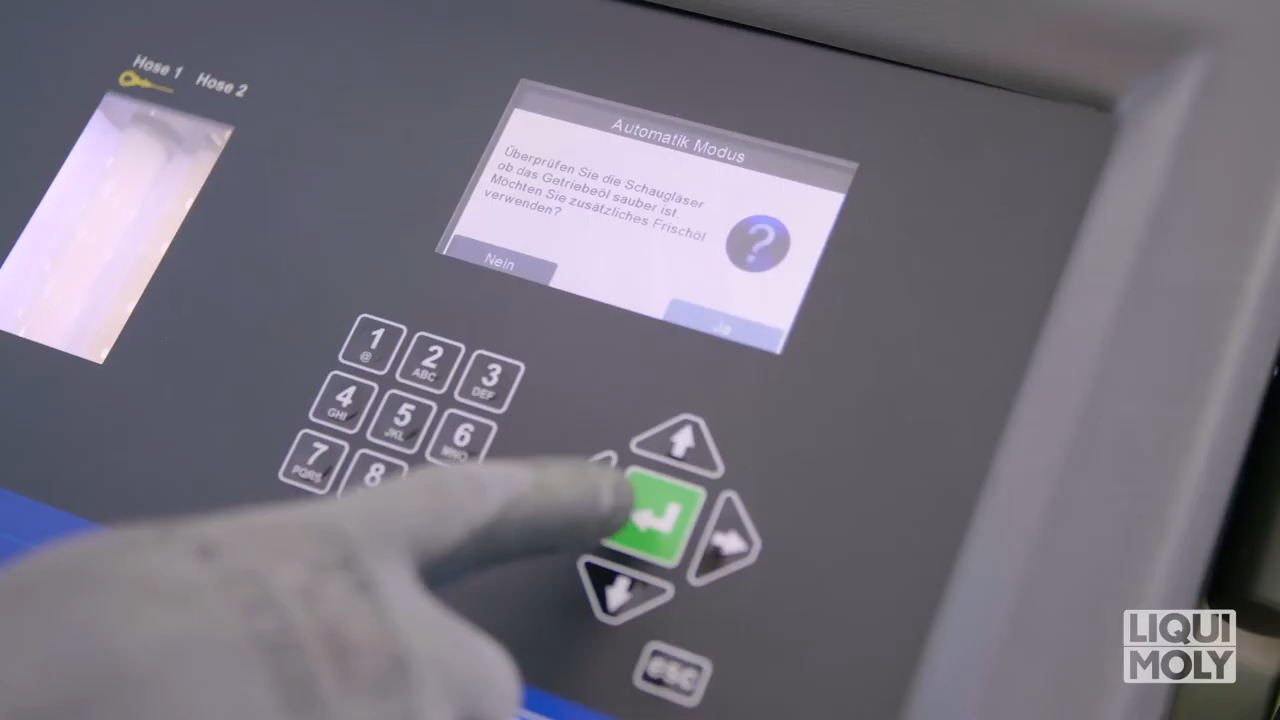 Hose 1 Hose 2
Automatik Modus
Überprüfen Sie die Schaugläser
ob das Getriebeöl sauber ist.
Möchten Sie zusätzliches Frischöl
verwenden?
?
Nein
Ja
1
@
2
ABC
3
DEF
4
GHI
5
JKL
6
MNO
7
PQRS
8
esc
LIQUI
MOLY